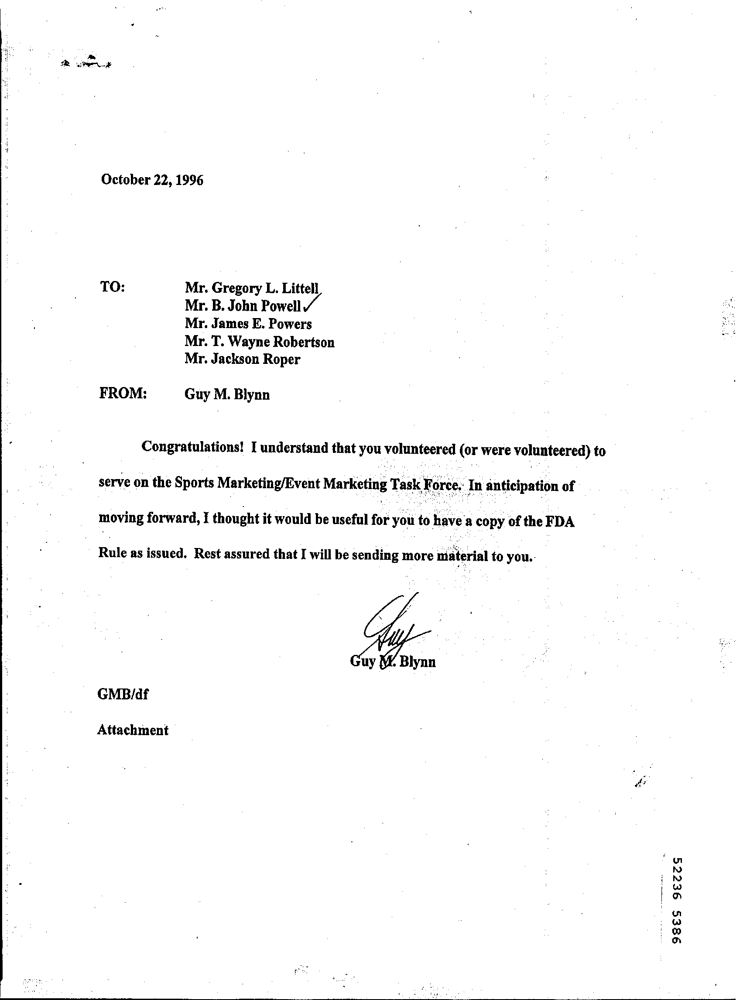 October 22, 1996
TO: Mr. Gregory L. Littell
Mr. B. John Powell ✓
Mr. James E. Powers
Mr. T. Wayne Robertson
Mr. Jackson Roper
FROM: Guy M. Blynn
Congratulations! I understand that you volunteered (or were volunteered) to
serve on the Sports Marketing/Event Marketing Task Force. In anticipation of
moving forward, I thought it would be useful for you to have a copy of the FDA
Rule as issued. Rest assured that I will be sending more material to you.
Guy
Guy M. Blynn
GMB/df
Attachment
52236 5386